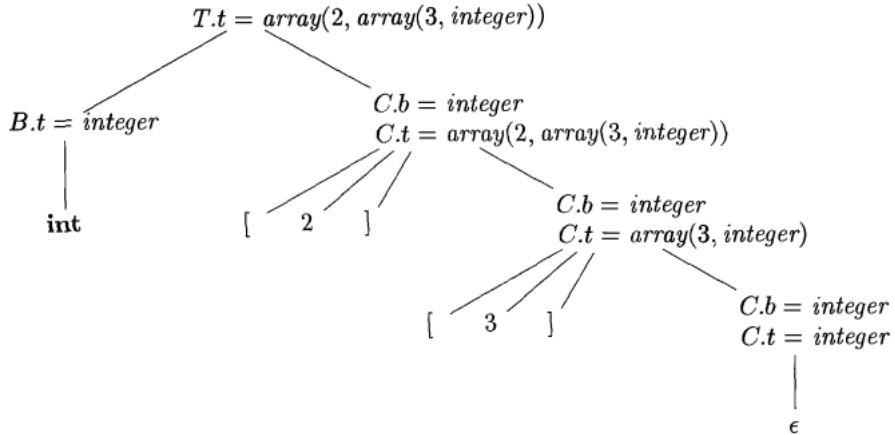 T.t = array(2, array(3, integer))
B.t = integer
C.b = integer
C.t = array(2, array(3, integer))
int
[ 2 ]
C.b = integer
C.t = array(3, integer)
[ 3 ]
C.b = integer
C.t = integer
ϵ